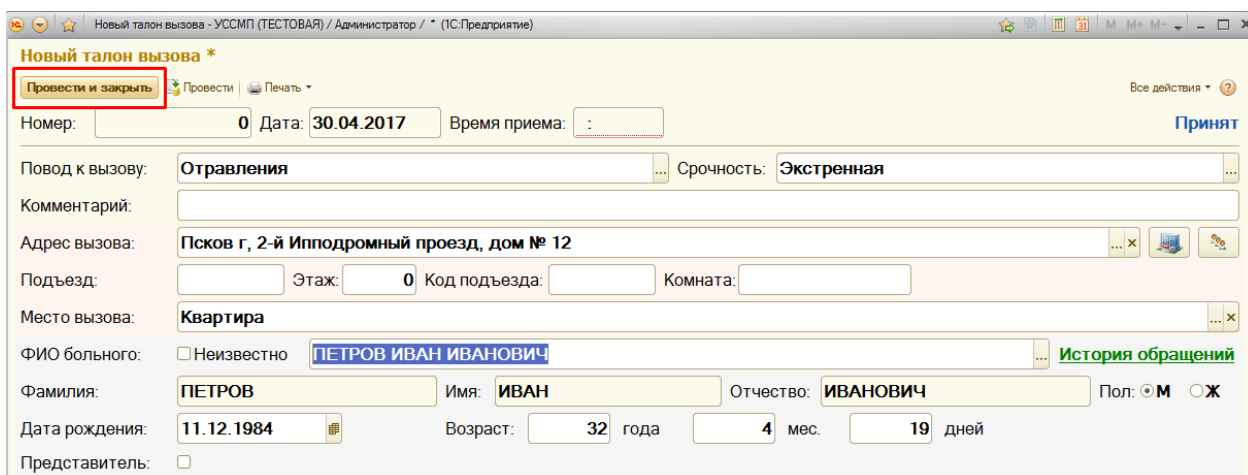 Новый талон вызова - УССМП (ТЕСТОВАЯ) / Администратор / * (1С:Предприятие) M M+ M-
Новый талон вызова *
Провести и закрыть Провести Печать Все действия
Номер: 0 Дата: 30.04.2017 Время приема: : Принят
Повод к вызову: Отравления ... Срочность: Экстренная ...
Комментарий:
Адрес вызова: Псков г, 2-й Ипподромный проезд, дом № 12 ... x
Подъезд: Этаж: 0 Код подъезда: Комната:
Место вызова: Квартира ... x
ФИО больного: Неизвестно ПЕТРОВ ИВАН ИВАНОВИЧ ... История обращений
Фамилия: ПЕТРОВ Имя: ИВАН Отчество: ИВАНОВИЧ Пол: М Ж
Дата рождения: 11.12.1984 Возраст: 32 года 4 мес. 19 дней
Представитель: